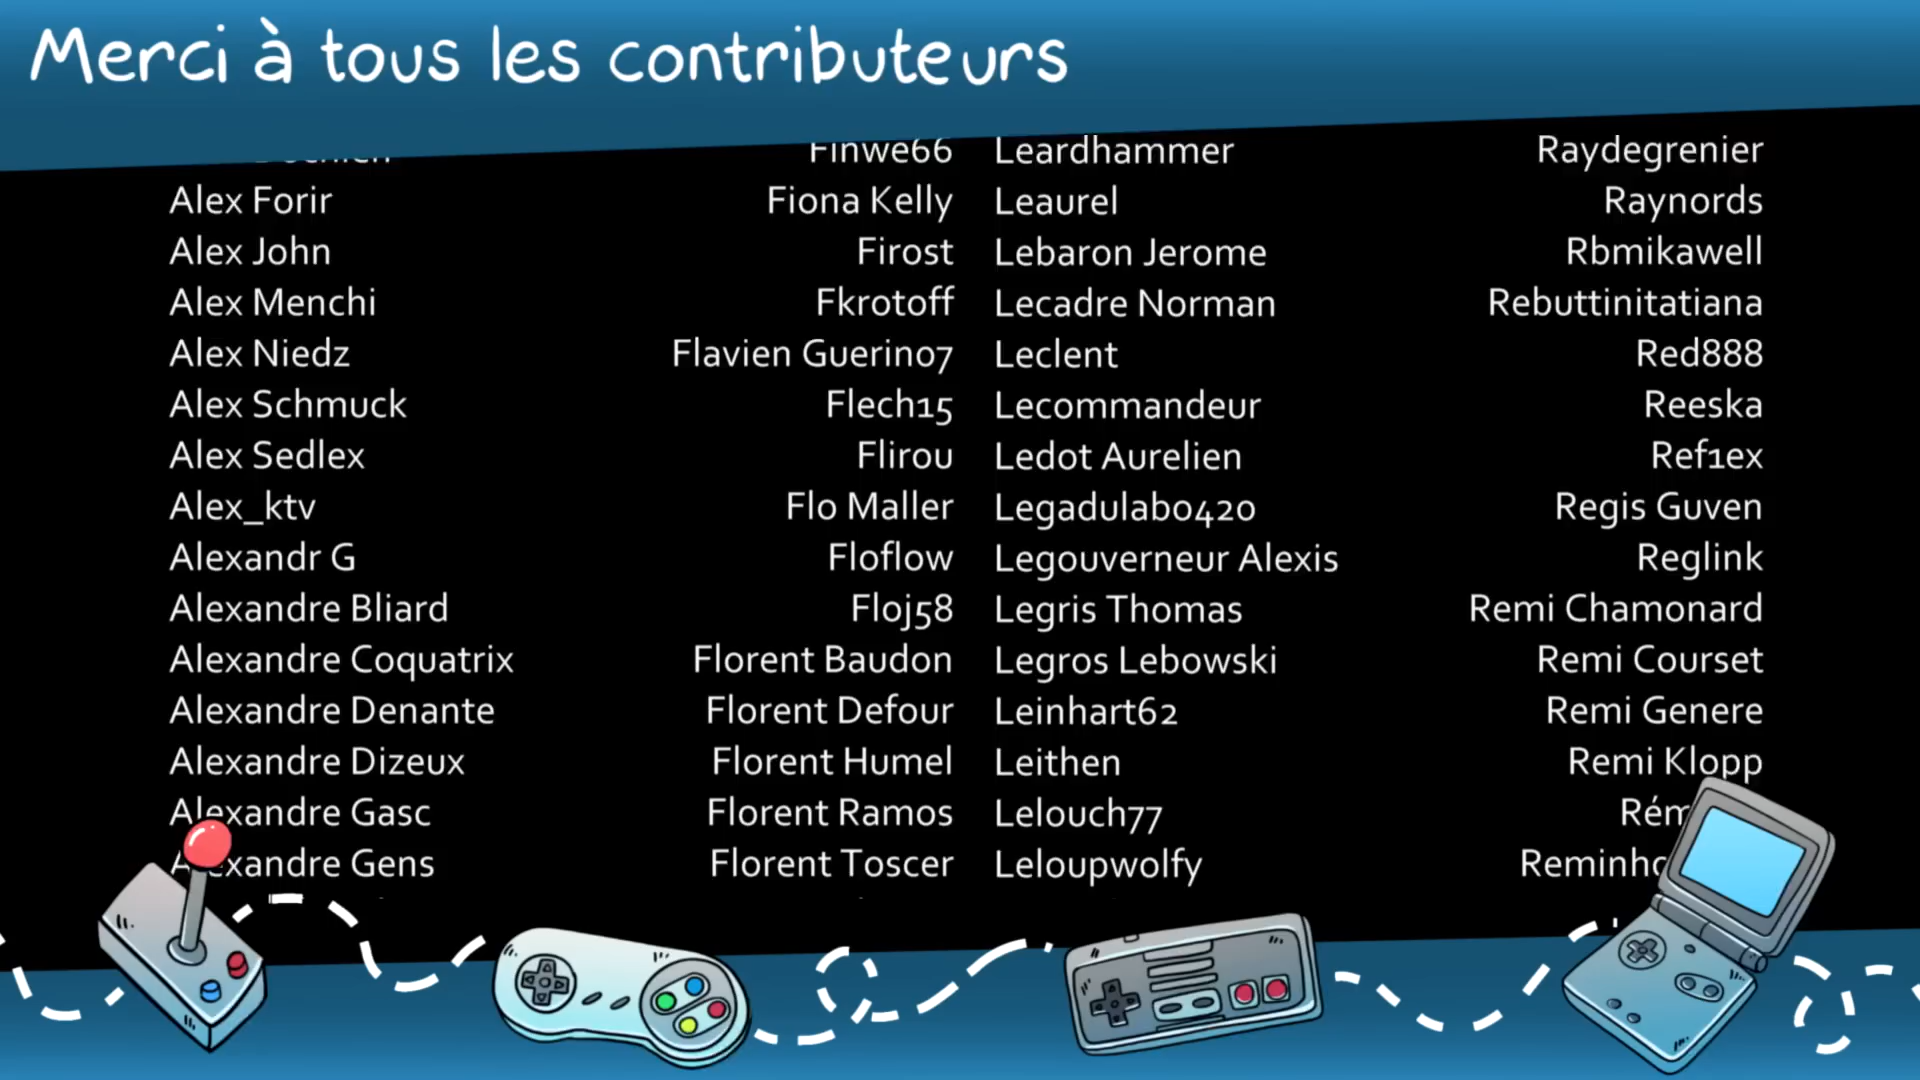 Merci à tous les contributeurs
Finwe66
Leardhammer
Raydegrenier
Alex Forir
Fiona Kelly
Leaurel
Raynords
Alex John
Firost
Lebaron Jerome
Rbmikawell
Alex Menchi
Fkrotoff
Lecadre Norman
Rebuttinitatiana
Alex Niedz
Flavien Guerin07
Leclent
Red888
Alex Schmuck
Flech15
Lecommandeur
Reeska
Alex Sedlex
Flirou
Ledot Aurelien
Ref1ex
Alex_ktv
Flo Maller
Legadulabo420
Regis Guven
Alexandr G
Floflow
Legouverneur Alexis
Reglink
Alexandre Bliard
Floj58
Legris Thomas
Remi Chamonard
Alexandre Coquatrix
Florent Baudon
Legros Lebowski
Remi Courset
Alexandre Denante
Florent Defour
Leinhart62
Remi Genere
Alexandre Dizeux
Florent Humel
Leithen
Remi Klopp
Alexandre Gasc
Florent Ramos
Lelouch77
Alexandre Gens
Florent Toscer
Leloupwolfy